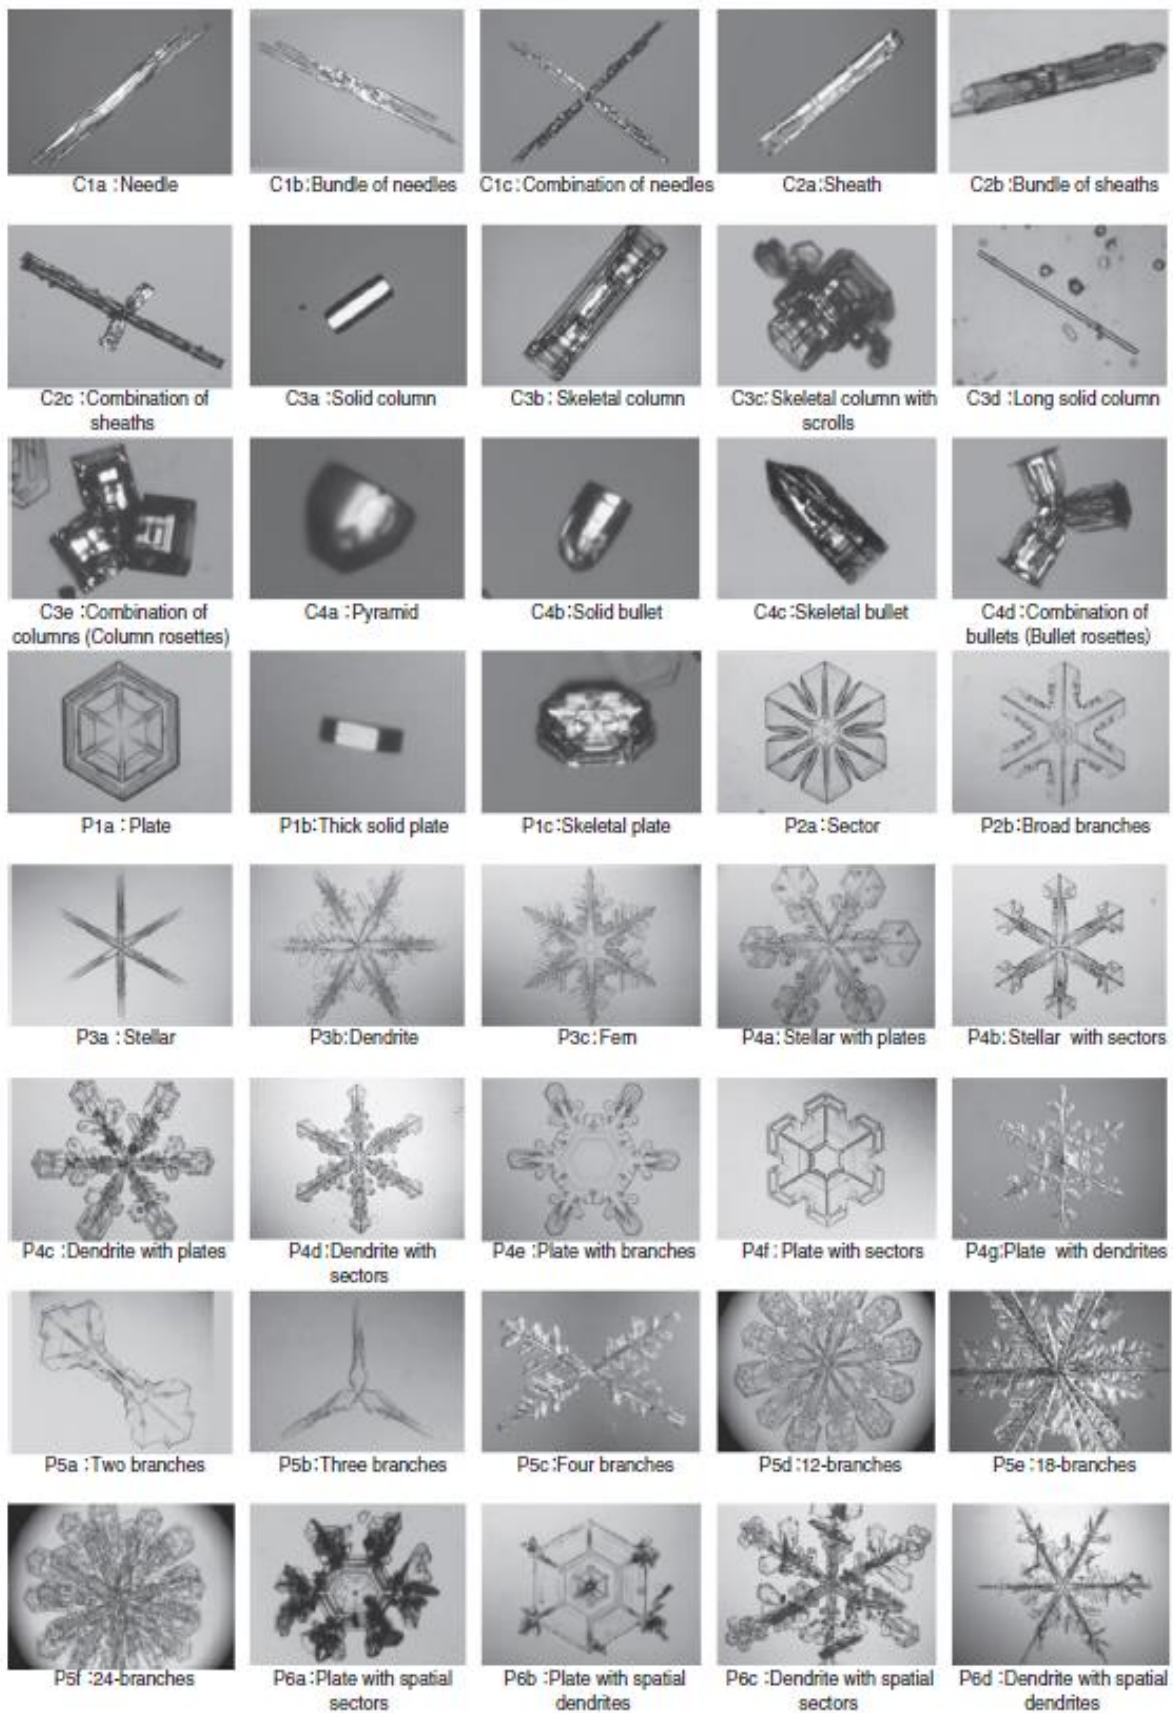 C1a :Needle
C1b:Bundle of needles
C1c:Combination of needles
C2a:Sheath
C2b:Bundle of sheaths
C2c :Combination of
sheaths
C3a :Solid column
C3b: Skeletal column
C3c:Skeletal column with
scrolls
C3d :Long solid column
C3e :Combination of
columns (Column rosettes)
C4a : Pyramid
C4b:Solid bullet
C4c:Skeletal bullet
C4d:Combination of
bullets (Bullet rosettes)
P1a : Plate
P1b:Thick solid plate
P1c:Skeletal plate
P2a:Sector
P2b:Broad branches
P3a : Stellar
P3b:Dendrite
P3c:Fern
P4a: Stellar with plates
P4b:Stellar with sectors
P4c :Dendrite with plates
P4d:Dendrite with
sectors
P4e :Plate with branches
P4f: Plate with sectors
P4g:Plate with dendrites
P5a :Two branches
P5b:Three branches
P5c:Four branches
P5d:12-branches
P5e :18-branches
P5f :24-branches
P6a:Plate with spatial
sectors
P6b :Plate with spatial
dendrites
P6c :Dendrite with spatial
sectors
P6d :Dendrite with spatial
dendrites